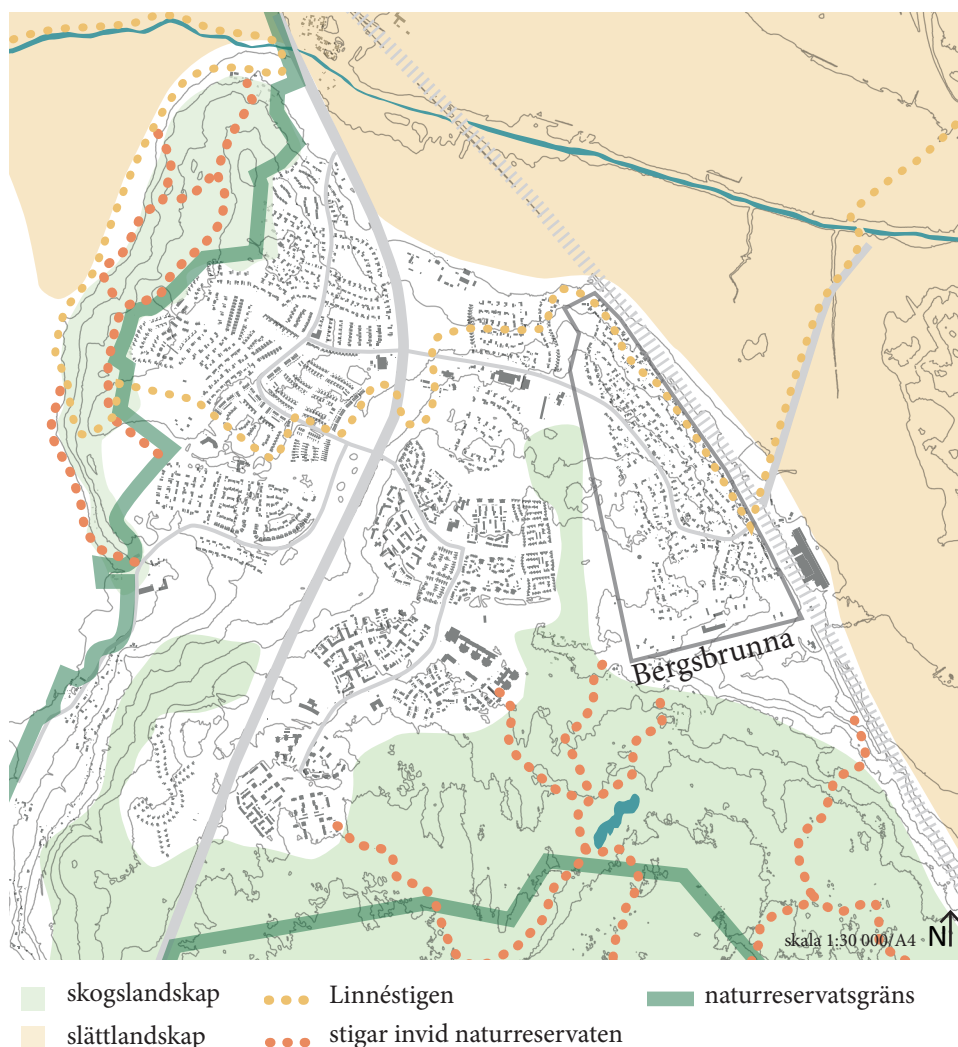 Bergsbrunna
skala 1:30 000/A4 N
skogslandskap Linnéstigen naturreservatsgräns
slättlandskap stigar invid naturreservaten